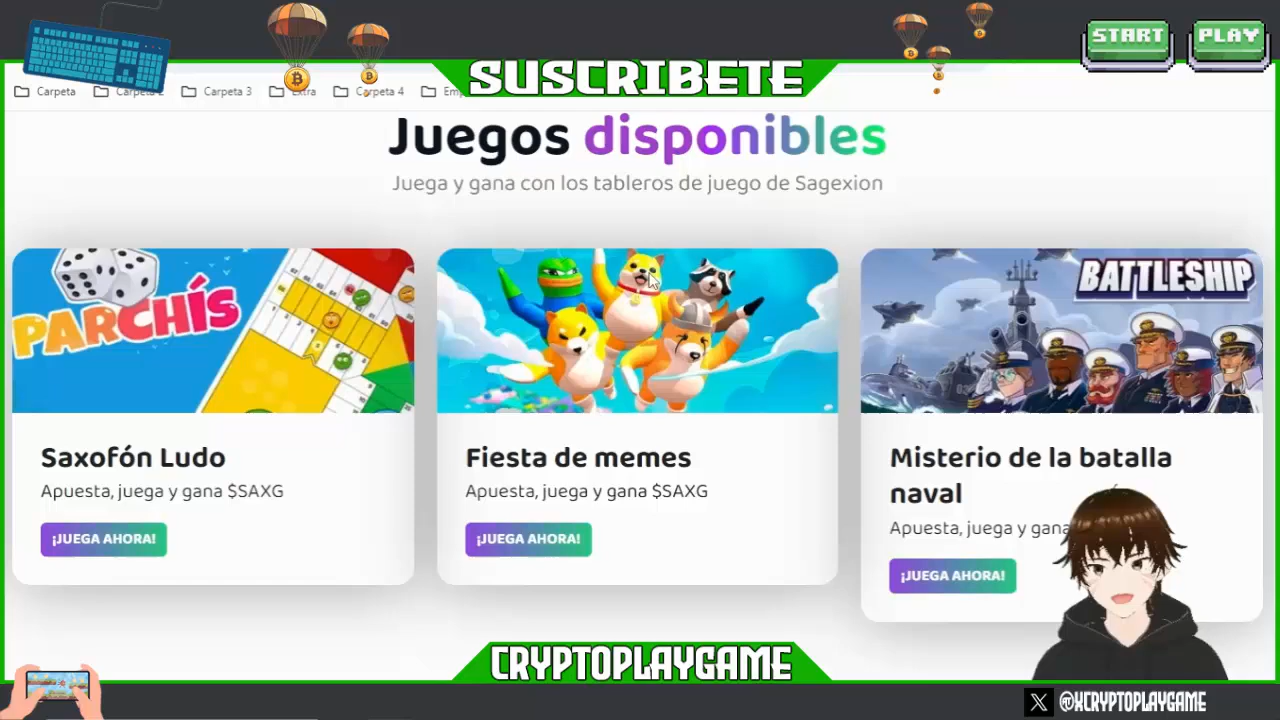 START
PLAY
SUSCRIBETE
Carpeta
Carpeta 2
Carpeta 3
Extra
Carpeta 4
Juegos disponibles
Juega y gana con los tableros de juego de Sagexion
PARCHÍS
BATTLESHIP
Saxofón Ludo
Apuesta, juega y gana $SAXG
¡JUEGA AHORA!
Fiesta de memes
Apuesta, juega y gana $SAXG
¡JUEGA AHORA!
Misterio de la batalla
naval
Apuesta, juega y gana
¡JUEGA AHORA!
CRYPTOPLAYGAME
X @XCRYPTOPLAYGAME